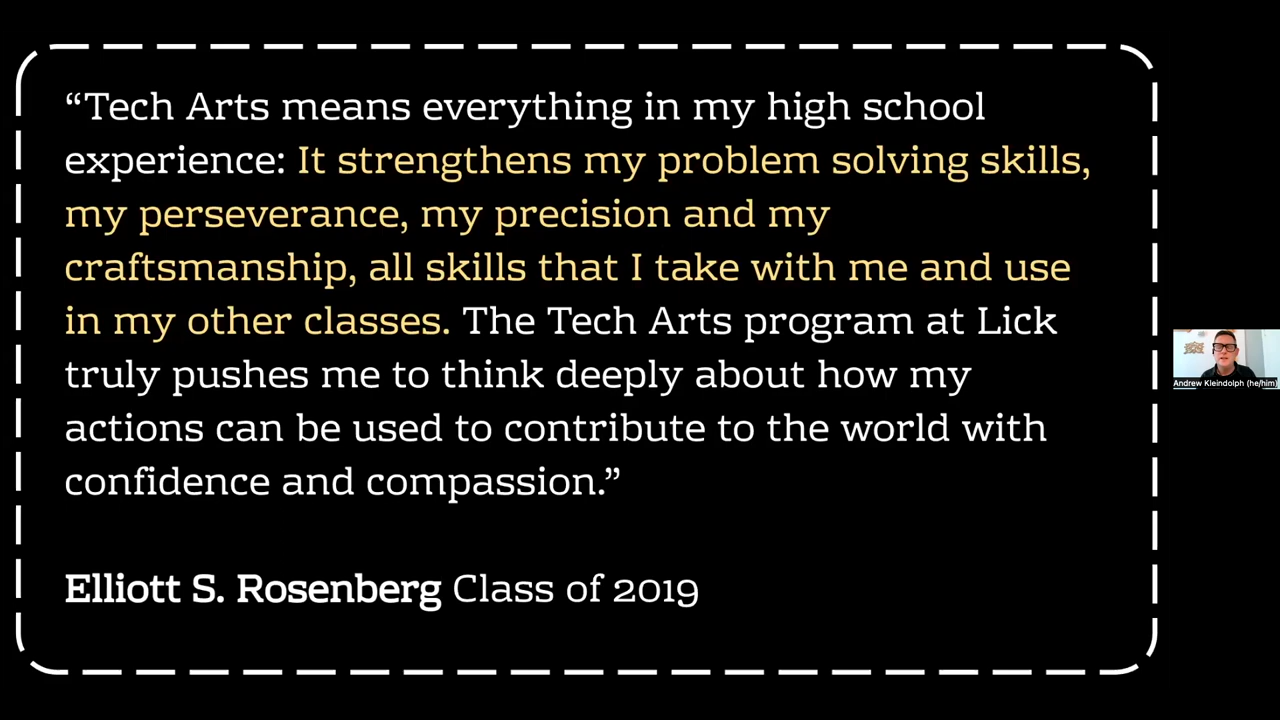 “Tech Arts means everything in my high school
experience: It strengthens my problem solving skills,
my perseverance, my precision and my
craftsmanship, all skills that I take with me and use
in my other classes. The Tech Arts program at Lick
truly pushes me to think deeply about how my
actions can be used to contribute to the world with
confidence and compassion.”
Elliott S. Rosenberg Class of 2019
Andrew Kleindolph (he/him)